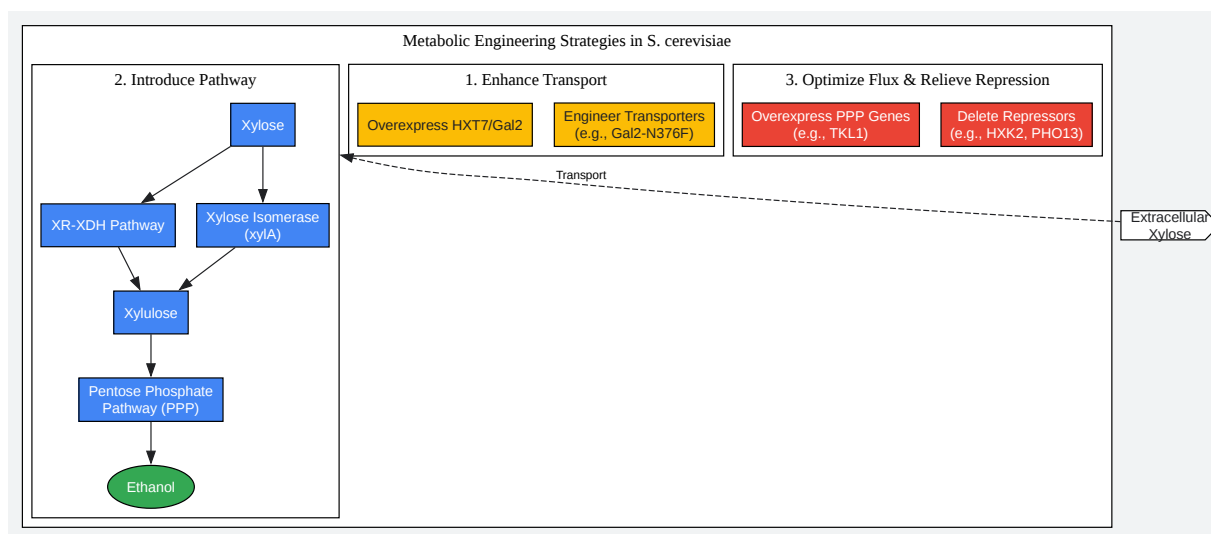 Metabolic Engineering Strategies in S. cerevisiae
2. Introduce Pathway
Xylose
XR-XDH Pathway
Xylose Isomerase
(xylA)
Xylulose
Pentose Phosphate
Pathway (PPP)
Ethanol
1. Enhance Transport
Overexpress HXT7/Gal2
Engineer Transporters
(e.g., Gal2-N376F)
3. Optimize Flux & Relieve Repression
Overexpress PPP Genes
(e.g., TKL1)
Delete Repressors
(e.g., HXK2, PHO13)
Transport
Extracellular
Xylose